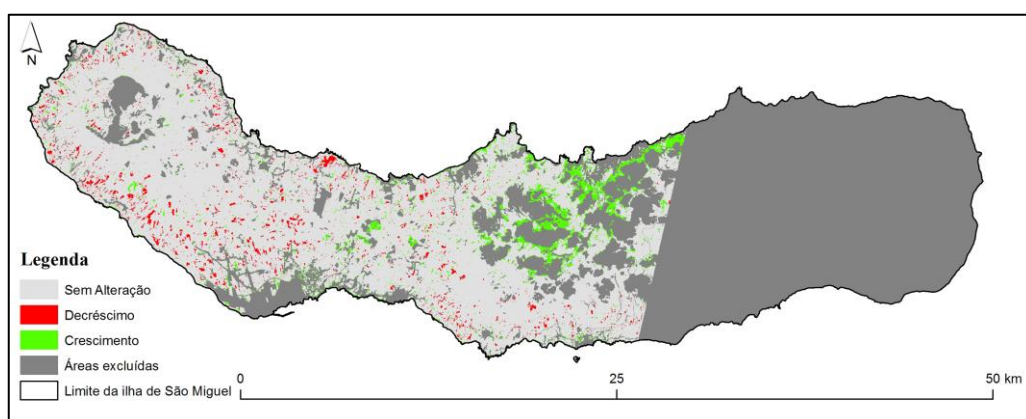 N
Legenda
Sem Alteração
Decréscimo
Crescimento
Áreas excluídas
Limite da ilha de São Miguel
0 25 50 km